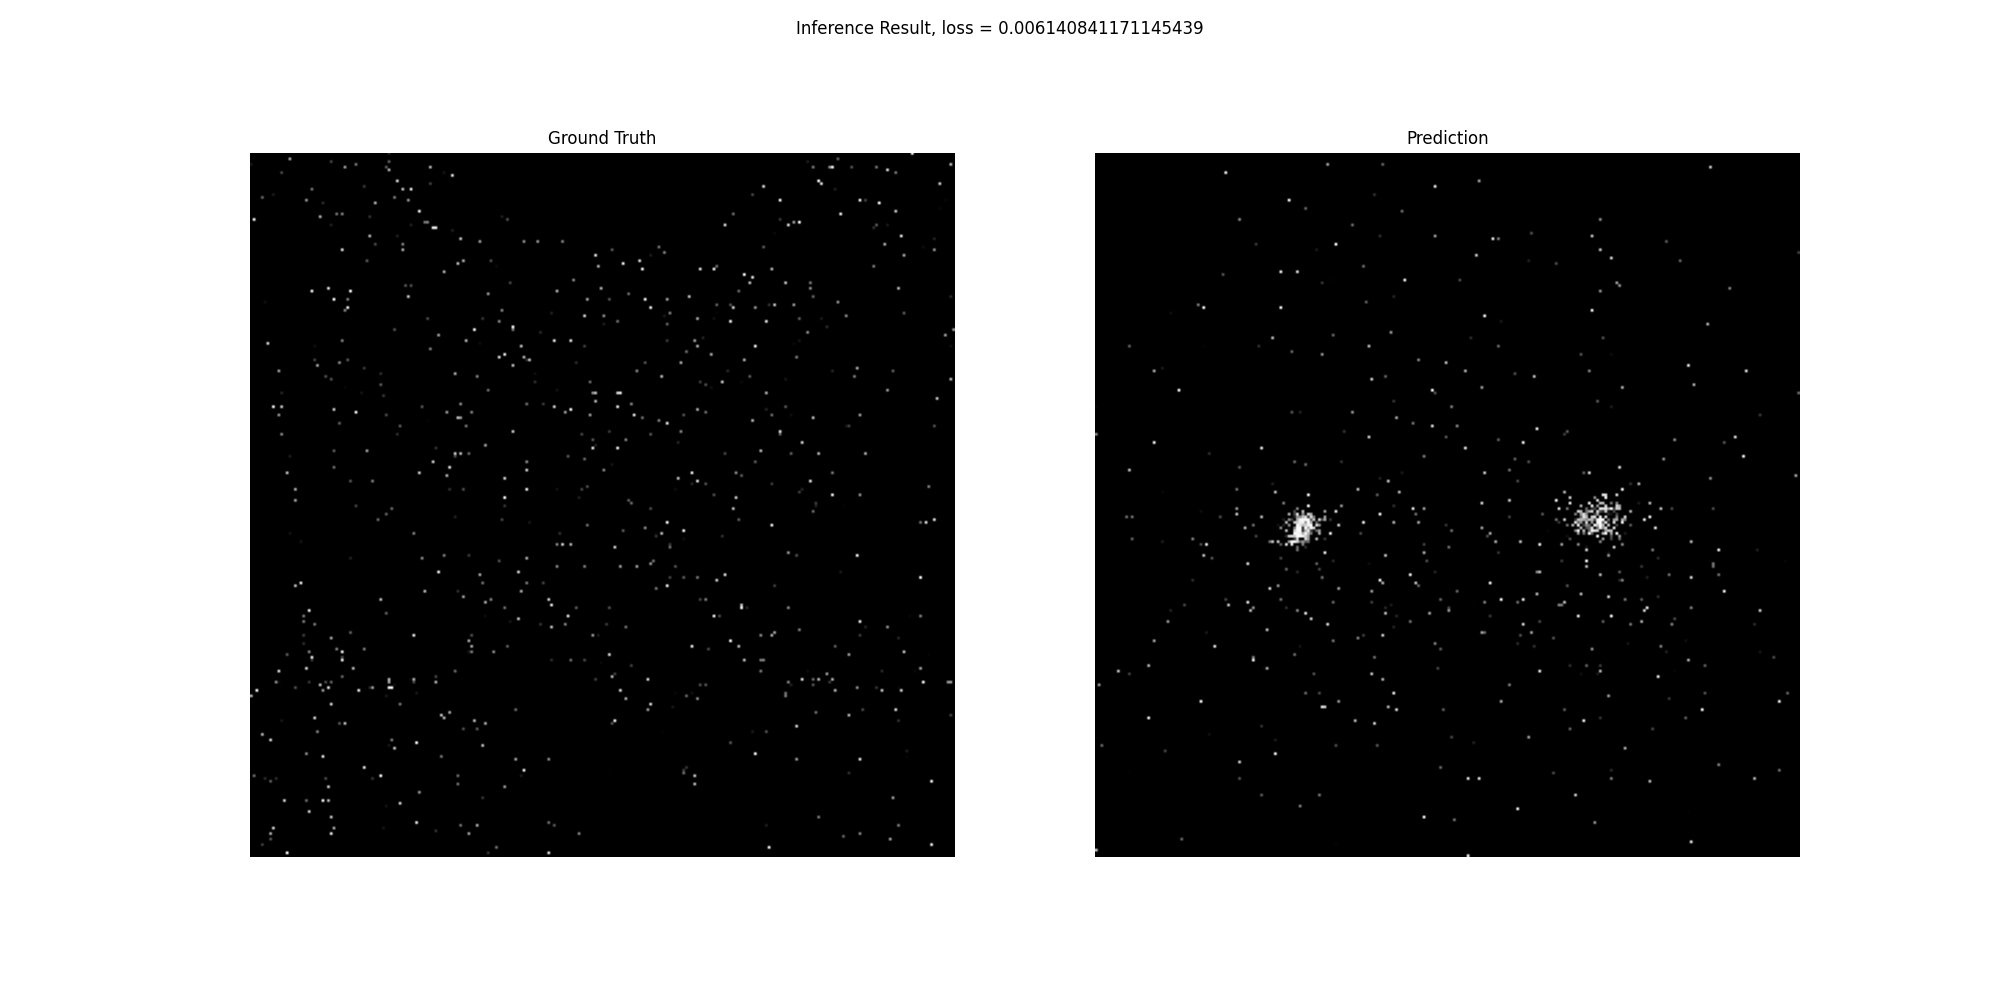 Inference Result, loss = 0.006140841171145439
Ground Truth
Prediction